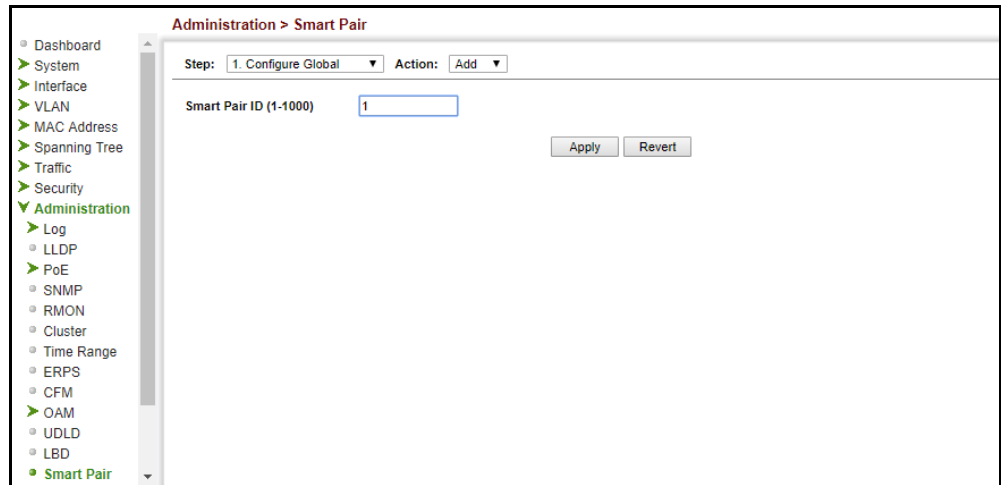 Administration > Smart Pair
Dashboard
System
Interface
VLAN
MAC Address
Spanning Tree
Traffic
Security
Administration
Log
LLDP
PoE
SNMP
RMON
Cluster
Time Range
ERPS
CFM
OAM
UDLD
LBD
Smart Pair
Step: 1. Configure Global Action: Add
Smart Pair ID (1-1000) 1
Apply Revert